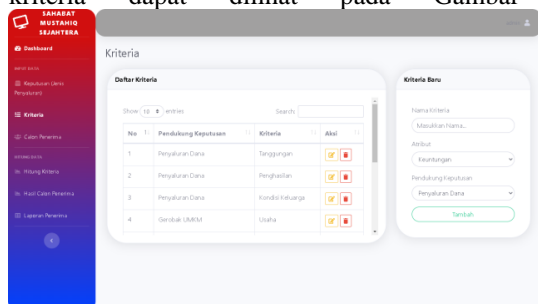 kriteria dapat dilihat pada Gambar
SAHABAT
MUSTAHIQ
SEJAHTERA
Dashboard
INPUT DATA
Keputusan (Jenis
Penyaluran)
Kriteria
Calon Penerima
Hitung Kriteria
Hasil Calon Penerima
Laporan Penerima
Kriteria
Daftar Kriteria
Show 10 entries
Search:
No Pendukung Keputusan Kriteria Aksi
1 Penyaluran Dana Tanggungan
2 Penyaluran Dana Penghasilan
3 Penyaluran Dana Kondisi Keluarga
4 Gerobak UMKM Usaha
Kriteria Baru
Nama Kriteria
Masukkan Nama...
Atribut
Keuntungan
Pendukung Keputusan
Penyaluran Dana
Tambah